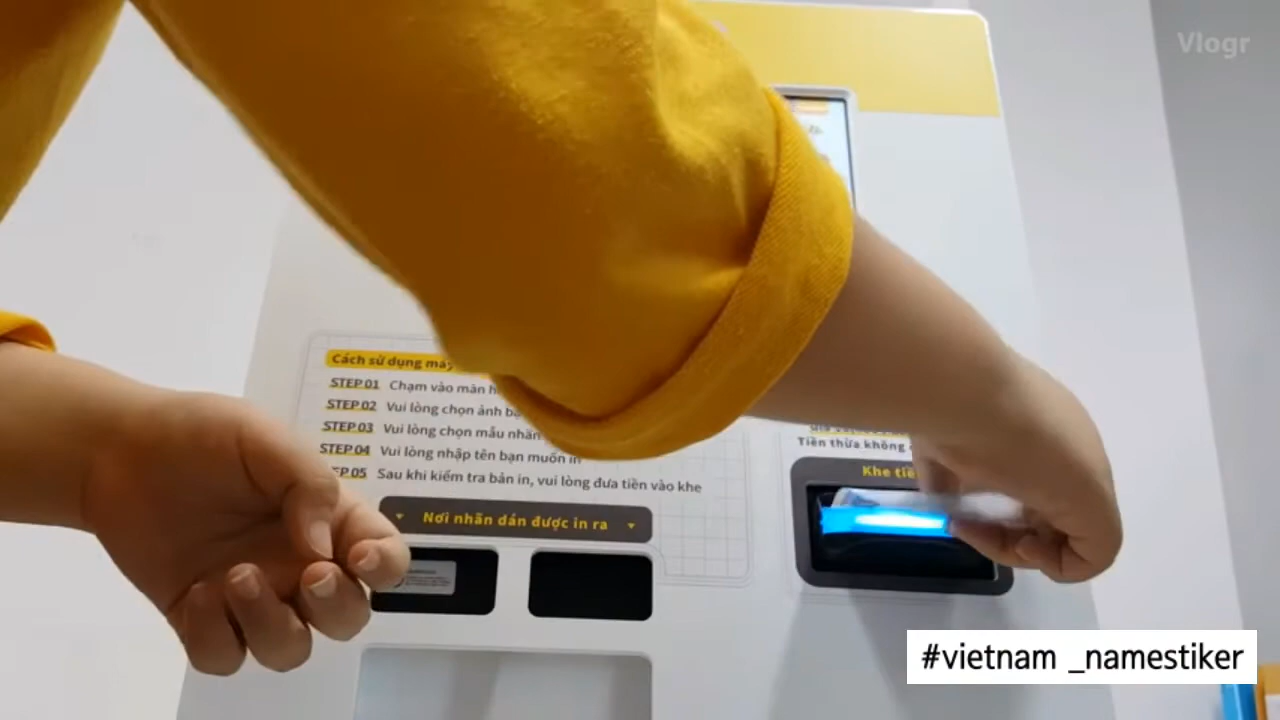 Vlogr
Cách sử dụng máy
STEP 01 Chạm vào màn
STEP 02 Vui lòng chọn ảnh
STEP 03 Vui lòng chọn mẫu nhãn
STEP 04 Vui lòng nhập tên bạn muốn in
05 Sau khi kiểm tra bản in, vui lòng đưa tiền vào khe
Nơi nhãn dán được in ra
Tiền thừa không
Khe
#vietnam _namestiker